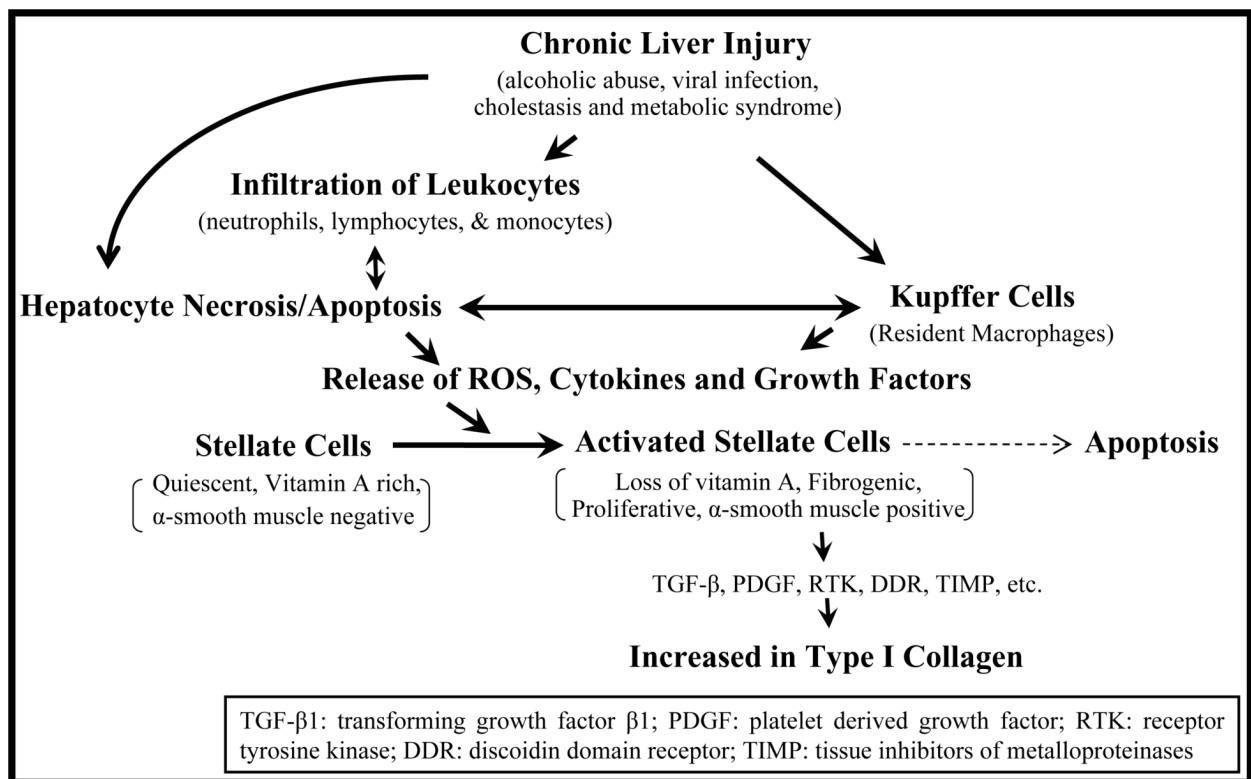 Chronic Liver Injury
(alcoholic abuse, viral infection,
cholestasis and metabolic syndrome)
Infiltration of Leukocytes
(neutrophils, lymphocytes, & monocytes)
Hepatocyte Necrosis/Apoptosis
Kupffer Cells
(Resident Macrophages)
Release of ROS, Cytokines and Growth Factors
Stellate Cells
Quiescent, Vitamin A rich,
α-smooth muscle negative
Activated Stellate Cells
Loss of vitamin A, Fibrogenic,
Proliferative, α-smooth muscle positive
Apoptosis
TGF-β, PDGF, RTK, DDR, TIMP, etc.
Increased in Type I Collagen
TGF-β1: transforming growth factor β1; PDGF: platelet derived growth factor; RTK: receptor
tyrosine kinase; DDR: discoidin domain receptor; TIMP: tissue inhibitors of metalloproteinases